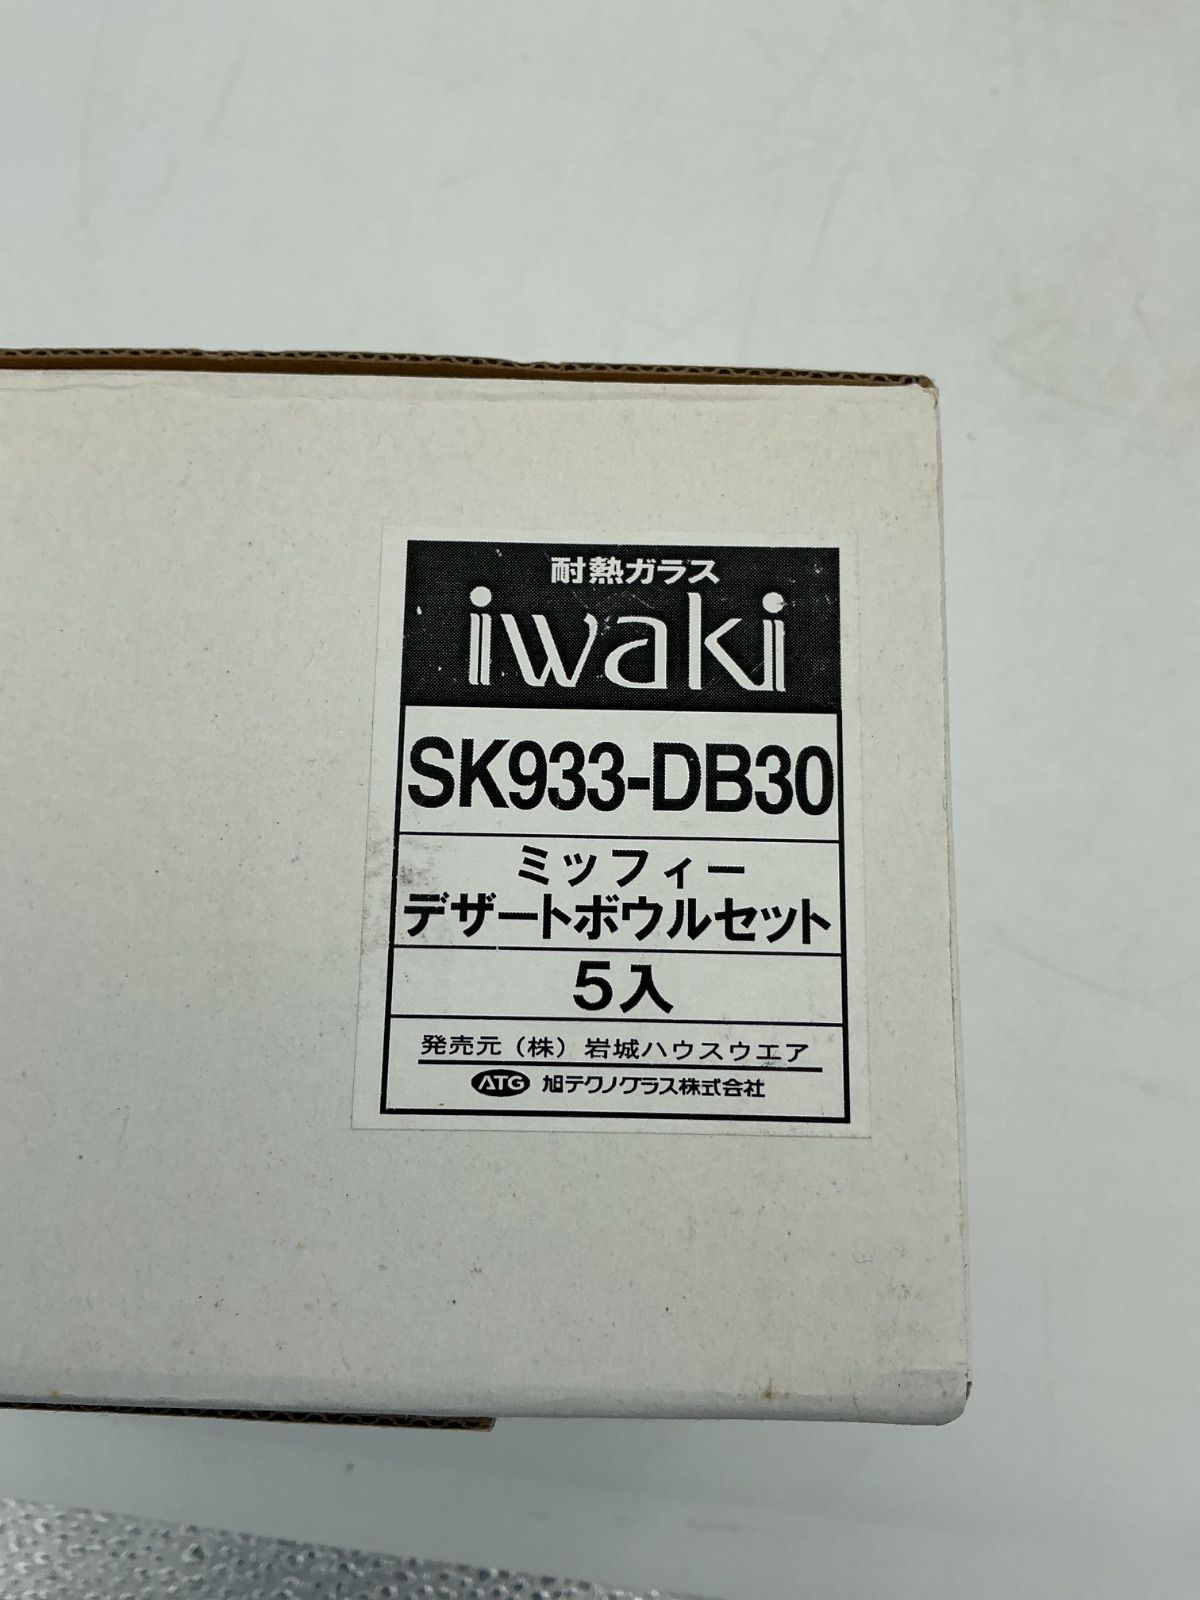 耐熱ガラス
iwaki
SK933-DB30
ミッフィー
デザートボウルセット
5入
発売元（株）岩城ハウスウエア
ATG 旭テクノグラス株式会社